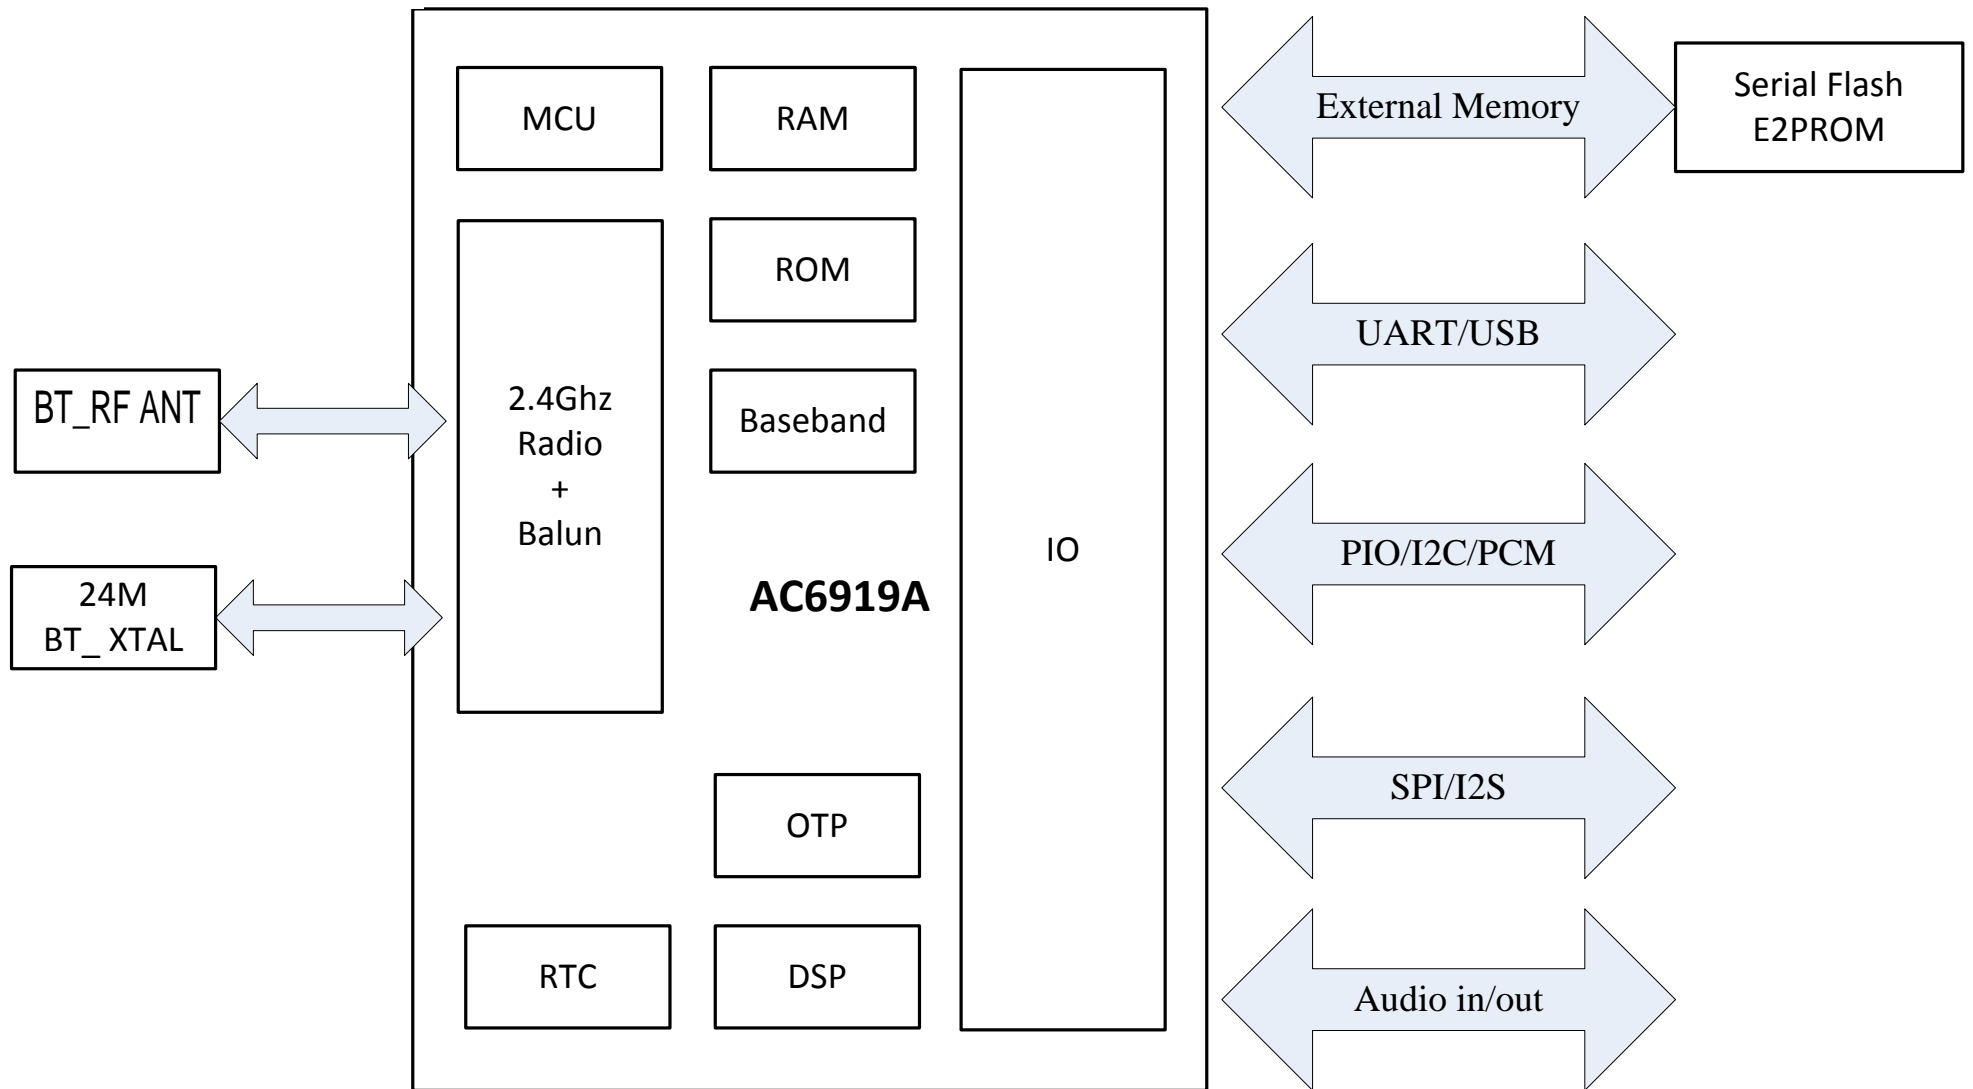 MCU
RAM
External Memory
Serial Flash
E2PROM
ROM
UART/USB
BT_RF ANT
2.4Ghz
Radio
+
Balun
Baseband
IO
PIO/I2C/PCM
24M
BT_ XTAL
AC6919A
OTP
SPI/I2S
RTC
DSP
Audio in/out